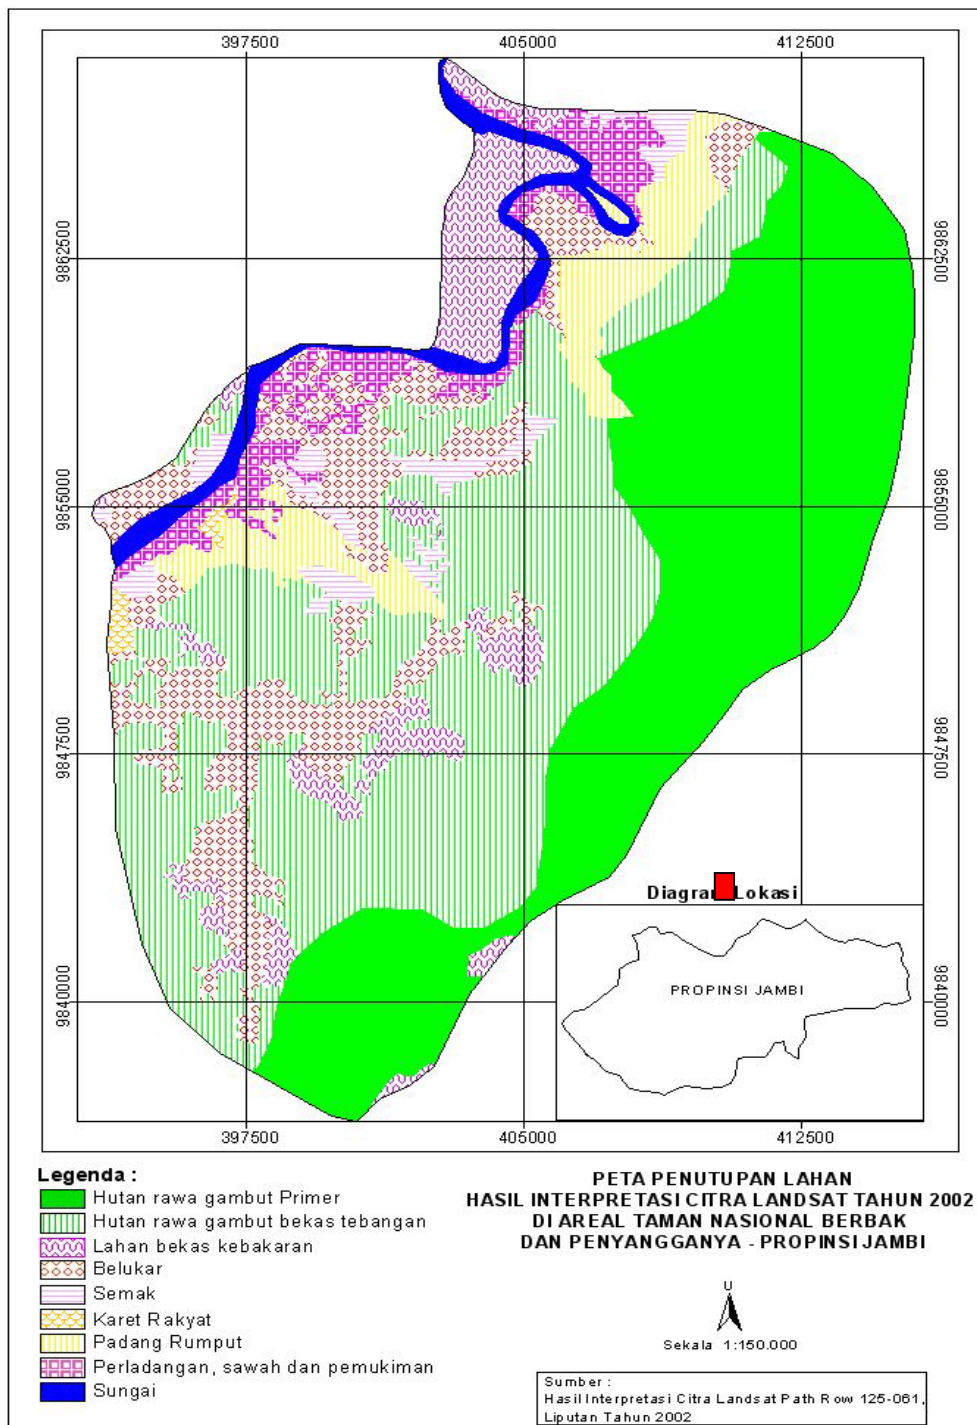 397500 405000 412500
9862500 9862500
9855000 9855000
9847500 9847500
9840000 9840000
Diagram Lokasi
PROPINSI JAMBI
397500 405000 412500
Legenda :
Hutan rawa gambut Primer
Hutan rawa gambut bekas tebangan
Lahan bekas kebakaran
Belukar
Semak
Karet Rakyat
Padang Rumput
Perladangan, sawah dan pemukiman
Sungai
PETA PENUTUPAN LAHAN
HASIL INTERPRETASI CITRA LANDSAT TAHUN 2002
DI AREAL TAMAN NASIONAL BERBAK
DAN PENYANGGANYA - PROPINSI JAMBI
U
Sekala 1:150.000
Sumber :
Hasil Interpretasi Citra Landsat Path Row 125-061,
Liputan Tahun 2002